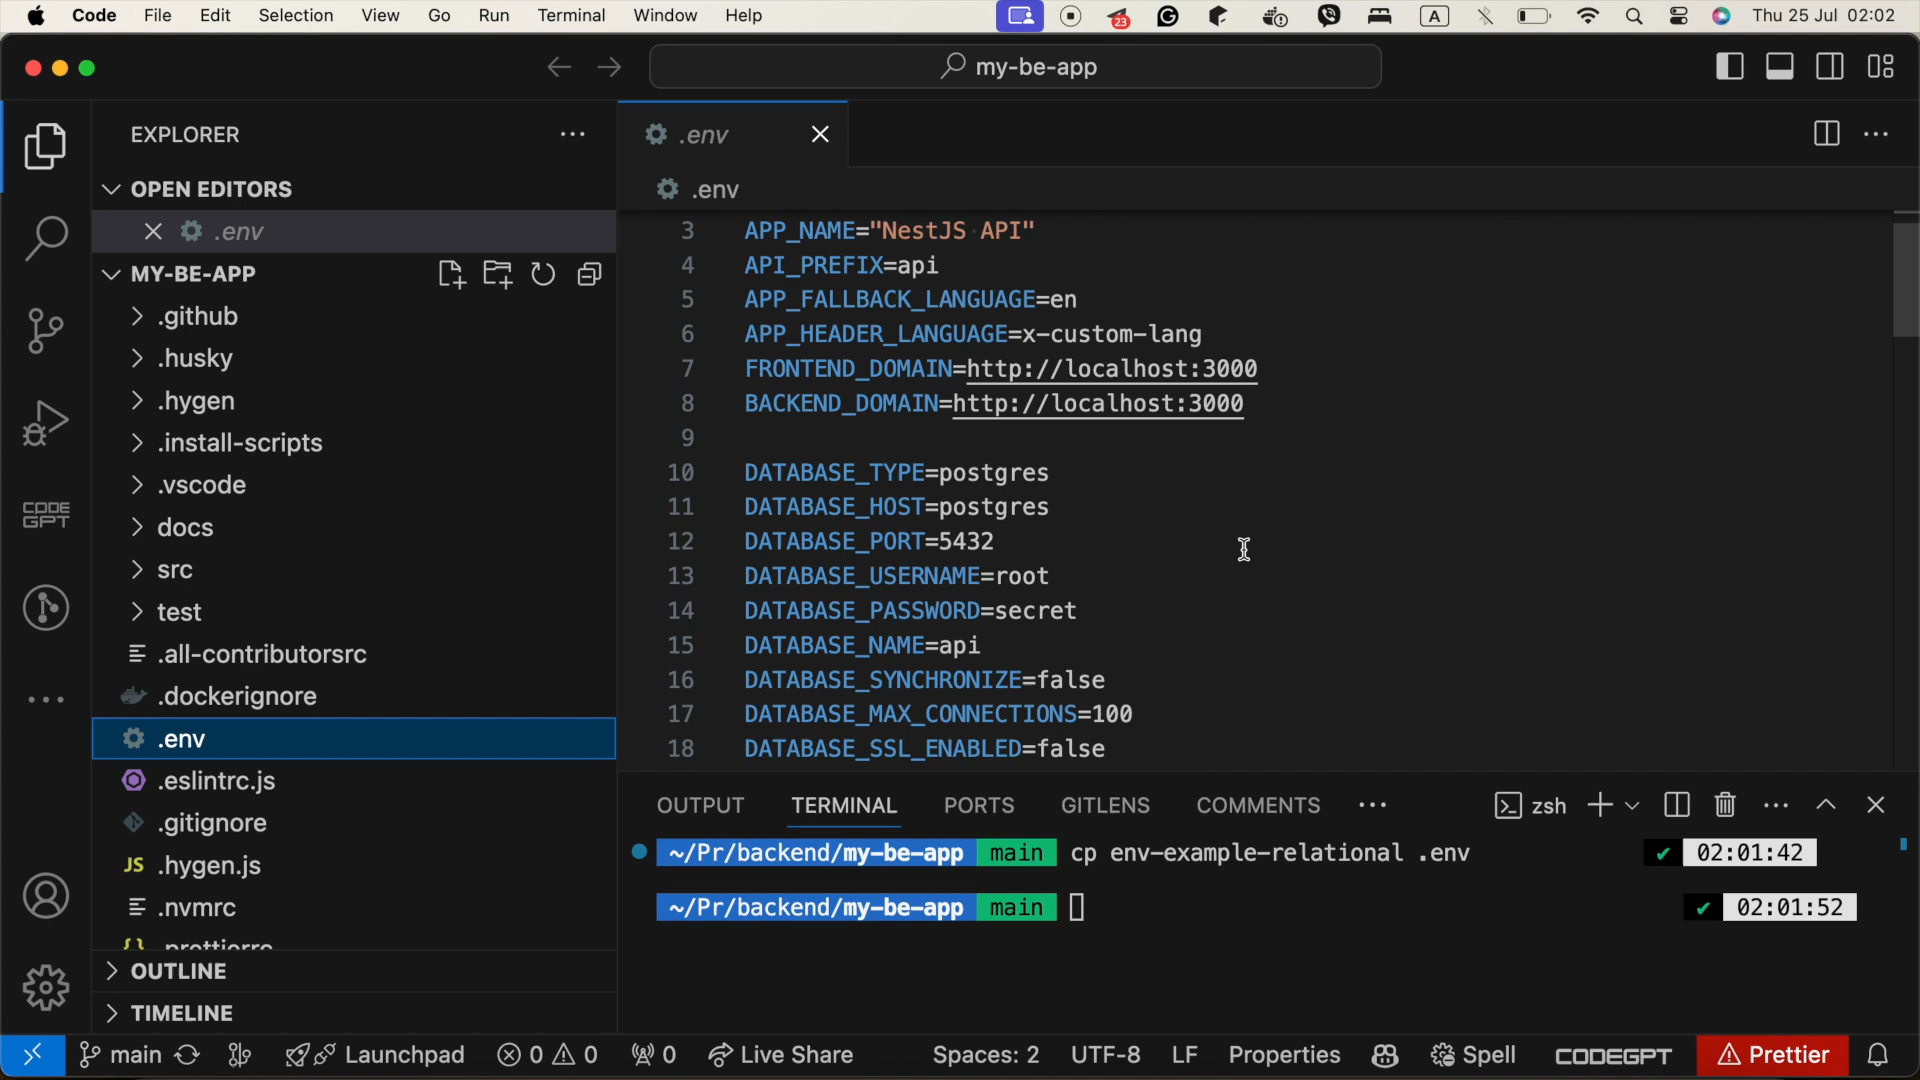 Code File Edit Selection View Go Run Terminal Window Help 23 A Thu 25 Jul 02:02
my-be-app
EXPLORER
.env
OPEN EDITORS
.env
.env
MY-BE-APP
.github
.husky
.hygen
.install-scripts
.vscode
CODE
GPT
docs
src
test
.all-contributorsrc
.dockerignore
.env
.eslintrc.js
.gitignore
JS .hygen.js
.nvmrc
.prettierrc
OUTLINE
TIMELINE
3 APP_NAME="NestJS·API"
4 API_PREFIX=api
5 APP_FALLBACK_LANGUAGE=en
6 APP_HEADER_LANGUAGE=x-custom-lang
7 FRONTEND_DOMAIN=http://localhost:3000
8 BACKEND_DOMAIN=http://localhost:3000
9
10 DATABASE_TYPE=postgres
11 DATABASE_HOST=postgres
12 DATABASE_PORT=5432
13 DATABASE_USERNAME=root
14 DATABASE_PASSWORD=secret
15 DATABASE_NAME=api
16 DATABASE_SYNCHRONIZE=false
17 DATABASE_MAX_CONNECTIONS=100
18 DATABASE_SSL_ENABLED=false
OUTPUT TERMINAL PORTS GITLENS COMMENTS zsh
~/Pr/backend/my-be-app main cp env-example-relational .env ✔ 02:01:42
~/Pr/backend/my-be-app main ✔ 02:01:52
main Launchpad 0 0 0 Live Share Spaces: 2 UTF-8 LF Properties Spell CODEGPT Prettier